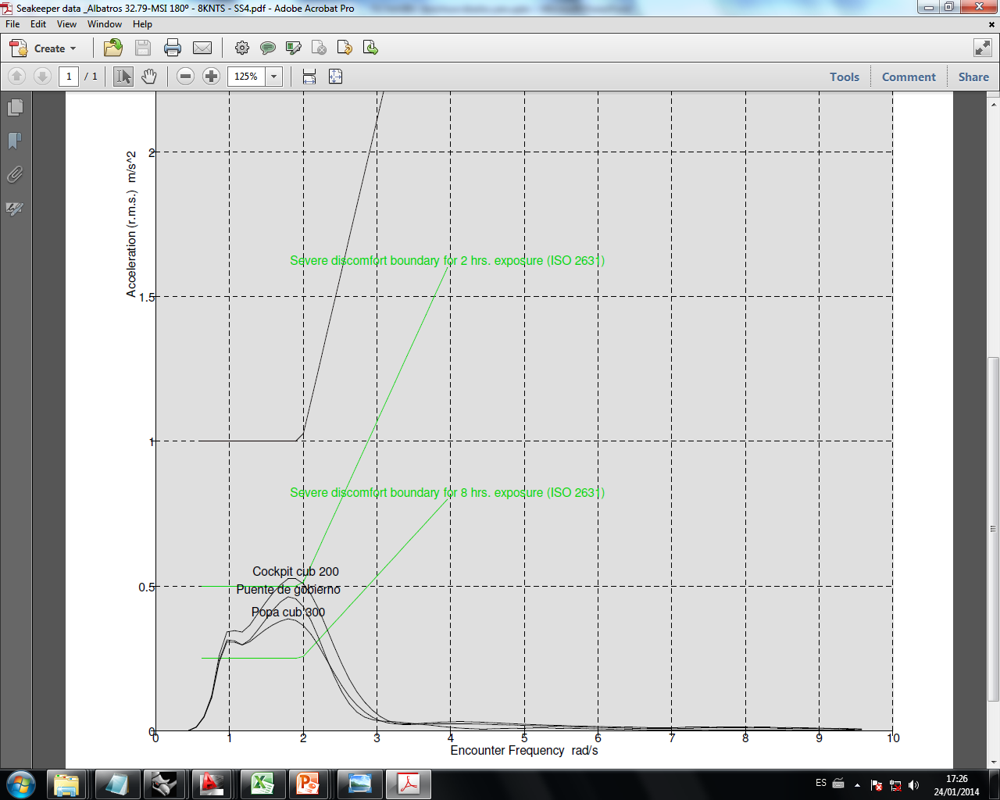 Seakeeper data _Albatros 32.79-MSI 180º - 8KNTS - SS4.pdf - Adobe Acrobat Pro
File Edit View Window Help
Create
1 / 1 125% Tools Comment Share
Acceleration (r.m.s.) m/s^2
2
Severe discomfort boundary for 2 hrs. exposure (ISO 2631)
1.5
1
Severe discomfort boundary for 8 hrs. exposure (ISO 2631)
Cockpit cub 200
0.5
Puente de gobierno
Popa cub 300
0
0 1 2 3 4 5 6 7 8 9 10
Encounter Frequency rad/s
ES 17:26
24/01/2014